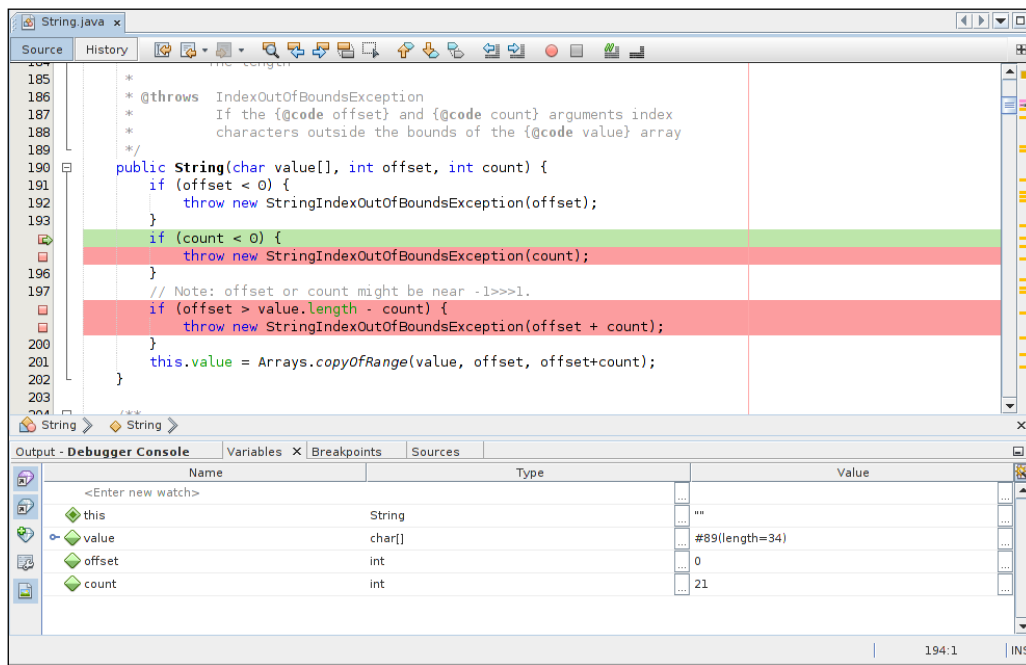 String.java x
Source History
184 The length
185 *
186 * @throws IndexOutOfBoundsException
187 * If the {@code offset} and {@code count} arguments index
188 * characters outside the bounds of the {@code value} array
189 */
190 public String(char value[], int offset, int count) {
191 if (offset < 0) {
192 throw new StringIndexOutOfBoundsException(offset);
193 }
if (count < 0) {
throw new StringIndexOutOfBoundsException(count);
196 }
197 // Note: offset or count might be near -1>>>1.
if (offset > value.length - count) {
throw new StringIndexOutOfBoundsException(offset + count);
200 }
201 this.value = Arrays.copyOfRange(value, offset, offset+count);
202 }
203
204 /**
String String
Output - Debugger Console Variables X Breakpoints Sources
Name Type Value
<Enter new watch>
this String ""
value char[] #89(length=34)
offset int 0
count int 21
194:1 INS